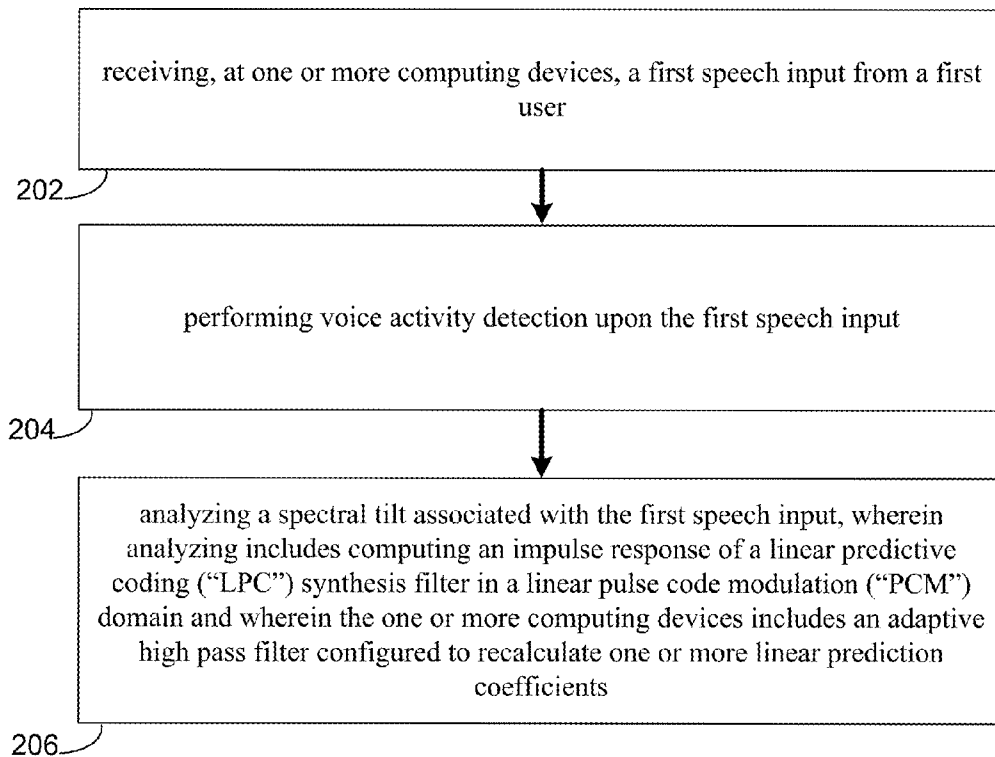 receiving, at one or more computing devices, a first speech input from a first
user
202
performing voice activity detection upon the first speech input
204
analyzing a spectral tilt associated with the first speech input, wherein
analyzing includes computing an impulse response of a linear predictive
coding (“LPC”) synthesis filter in a linear pulse code modulation (“PCM”)
domain and wherein the one or more computing devices includes an adaptive
high pass filter configured to recalculate one or more linear prediction
coefficients
206